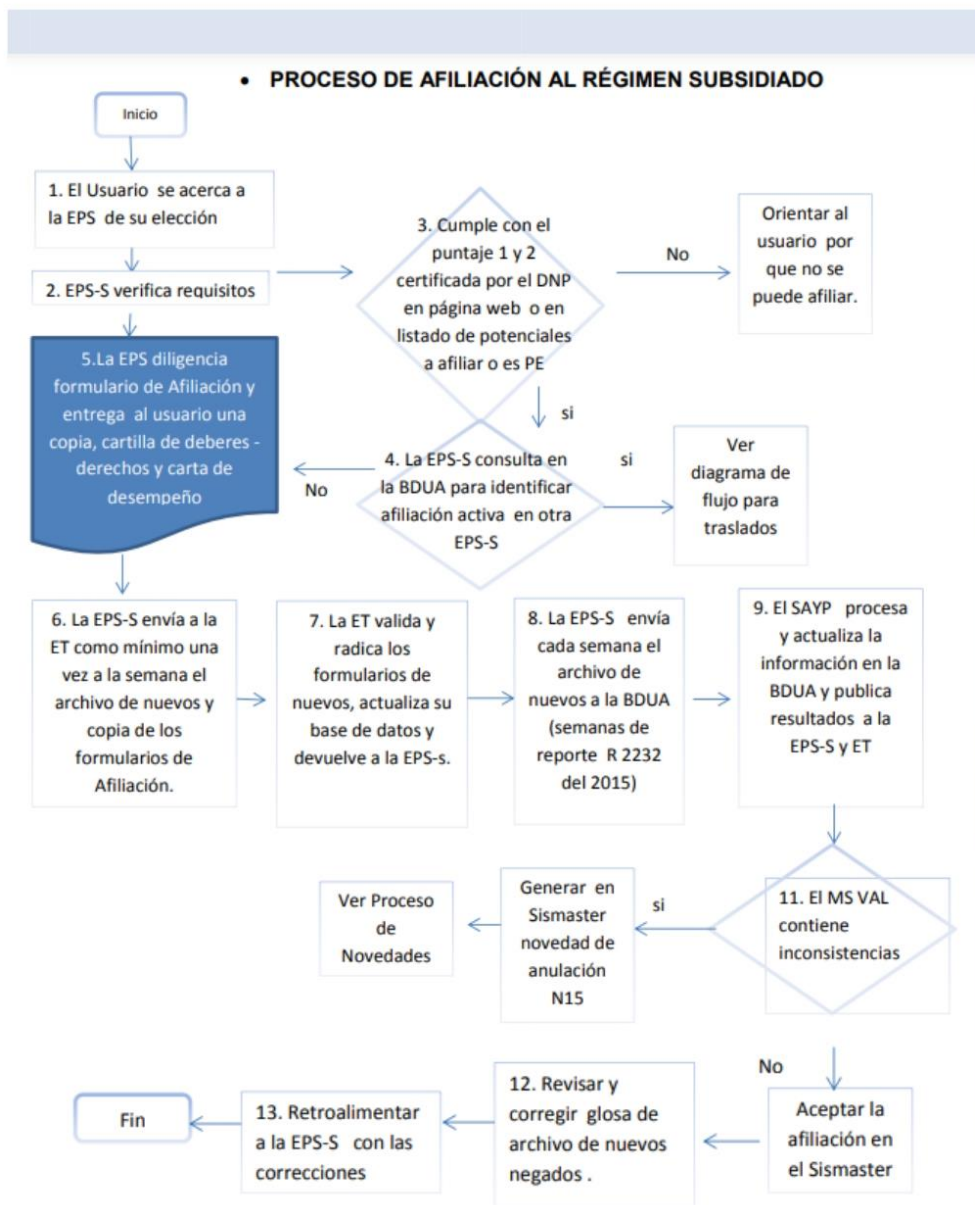 • PROCESO DE AFILIACIÓN AL RÉGIMEN SUBSIDIADO
Inicio
1. El Usuario se acerca a
la EPS de su elección
2. EPS-S verifica requisitos
3. Cumple con el
puntaje 1 y 2
certificada por el DNP
en página web o en
listado de potenciales
a afiliar o es PE
No
Orientar al
usuario por
que no se
puede afiliar.
si
4. La EPS-S consulta en
la BDUA para identificar
afiliación activa en otra
EPS-S
si
Ver
diagrama de
flujo para
traslados
No
5.La EPS diligencia
formulario de Afiliación y
entrega al usuario una
copia, cartilla de deberes -
derechos y carta de
desempeño
6. La EPS-S envía a la
ET como mínimo una
vez a la semana el
archivo de nuevos y
copia de los
formularios de
Afiliación.
7. La ET valida y
radica los
formularios de
nuevos, actualiza su
base de datos y
devuelve a la EPS-s.
8. La EPS-S envía
cada semana el
archivo de
nuevos a la BDUA
(semanas de
reporte R 2232
del 2015)
9. El SAYP procesa
y actualiza la
información en la
BDUA y publica
resultados a la
EPS-S y ET
11. El MS VAL
contiene
inconsistencias
si
Generar en
Sismaster
novedad de
anulación
N15
Ver Proceso
de
Novedades
No
Aceptar la
afiliación en
el Sismaster
12. Revisar y
corregir glosa de
archivo de nuevos
negados .
13. Retroalimentar
a la EPS-S con las
correcciones
Fin